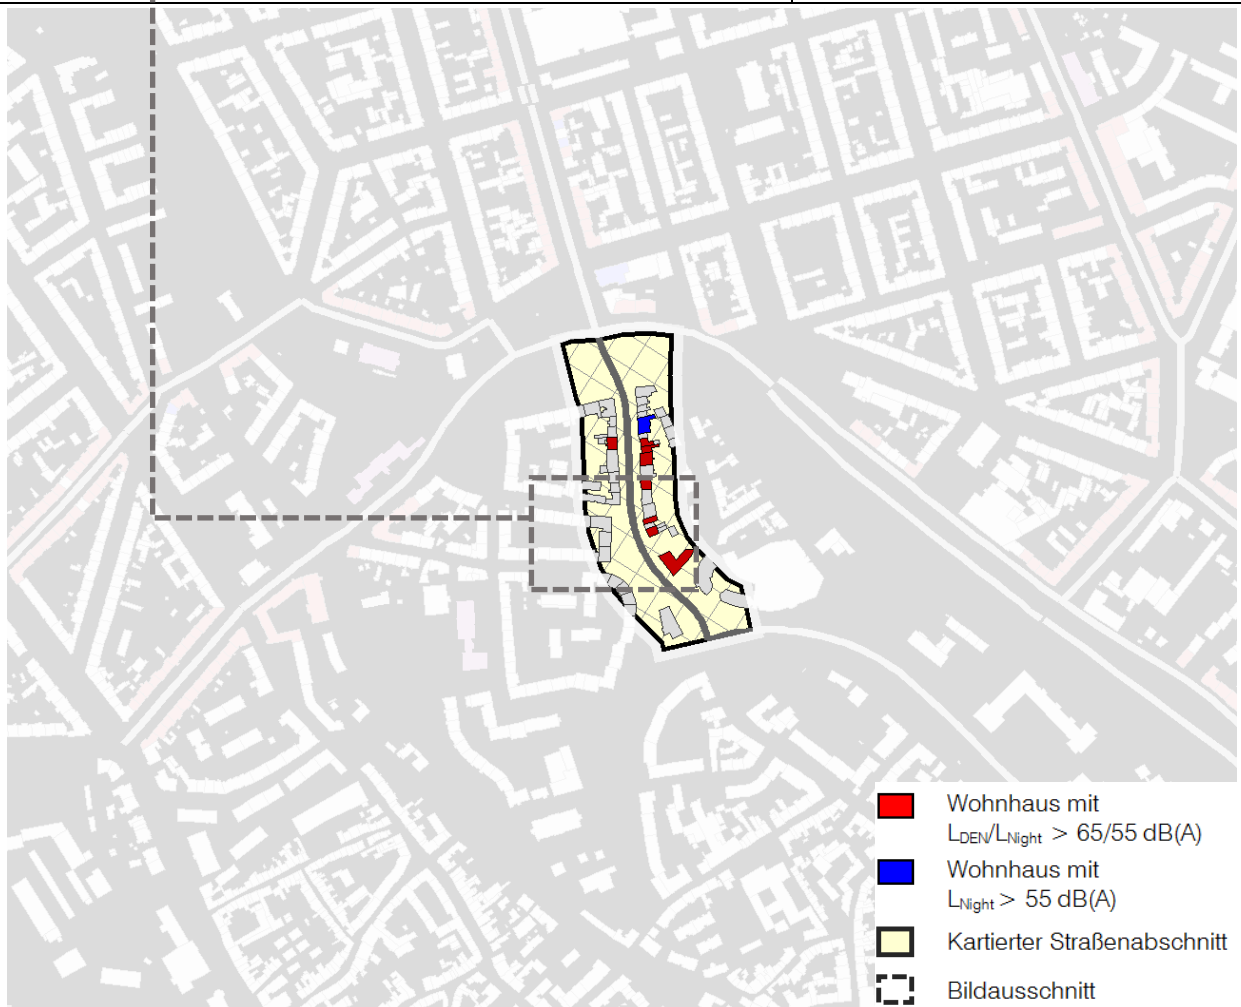 Wohnhaus mit
LDEN/LNight > 65/55 dB(A)
Wohnhaus mit
LNight > 55 dB(A)
Kartierter Straßenabschnitt
Bildausschnitt